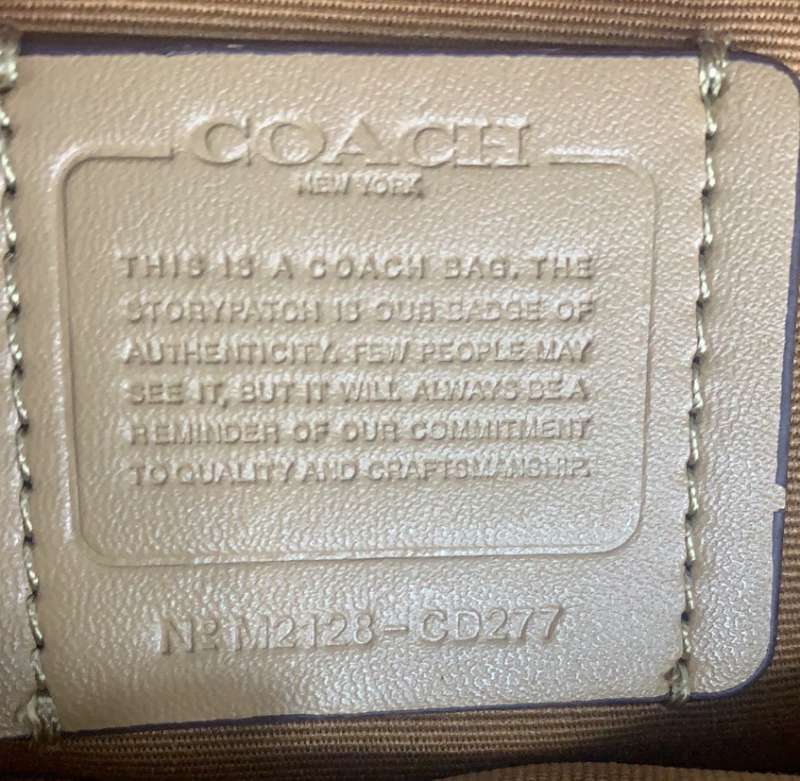 COACH
NEW YORK
THIS IS A COACH BAG. THE
STORYPATCH IS OUR BADGE OF
AUTHENTICITY. FEW PEOPLE MAY
SEE IT, BUT IT WILL ALWAYS BE A
REMINDER OF OUR COMMITMENT
TO QUALITY AND CRAFTSMANSHIP.
Nº M2128-CD277